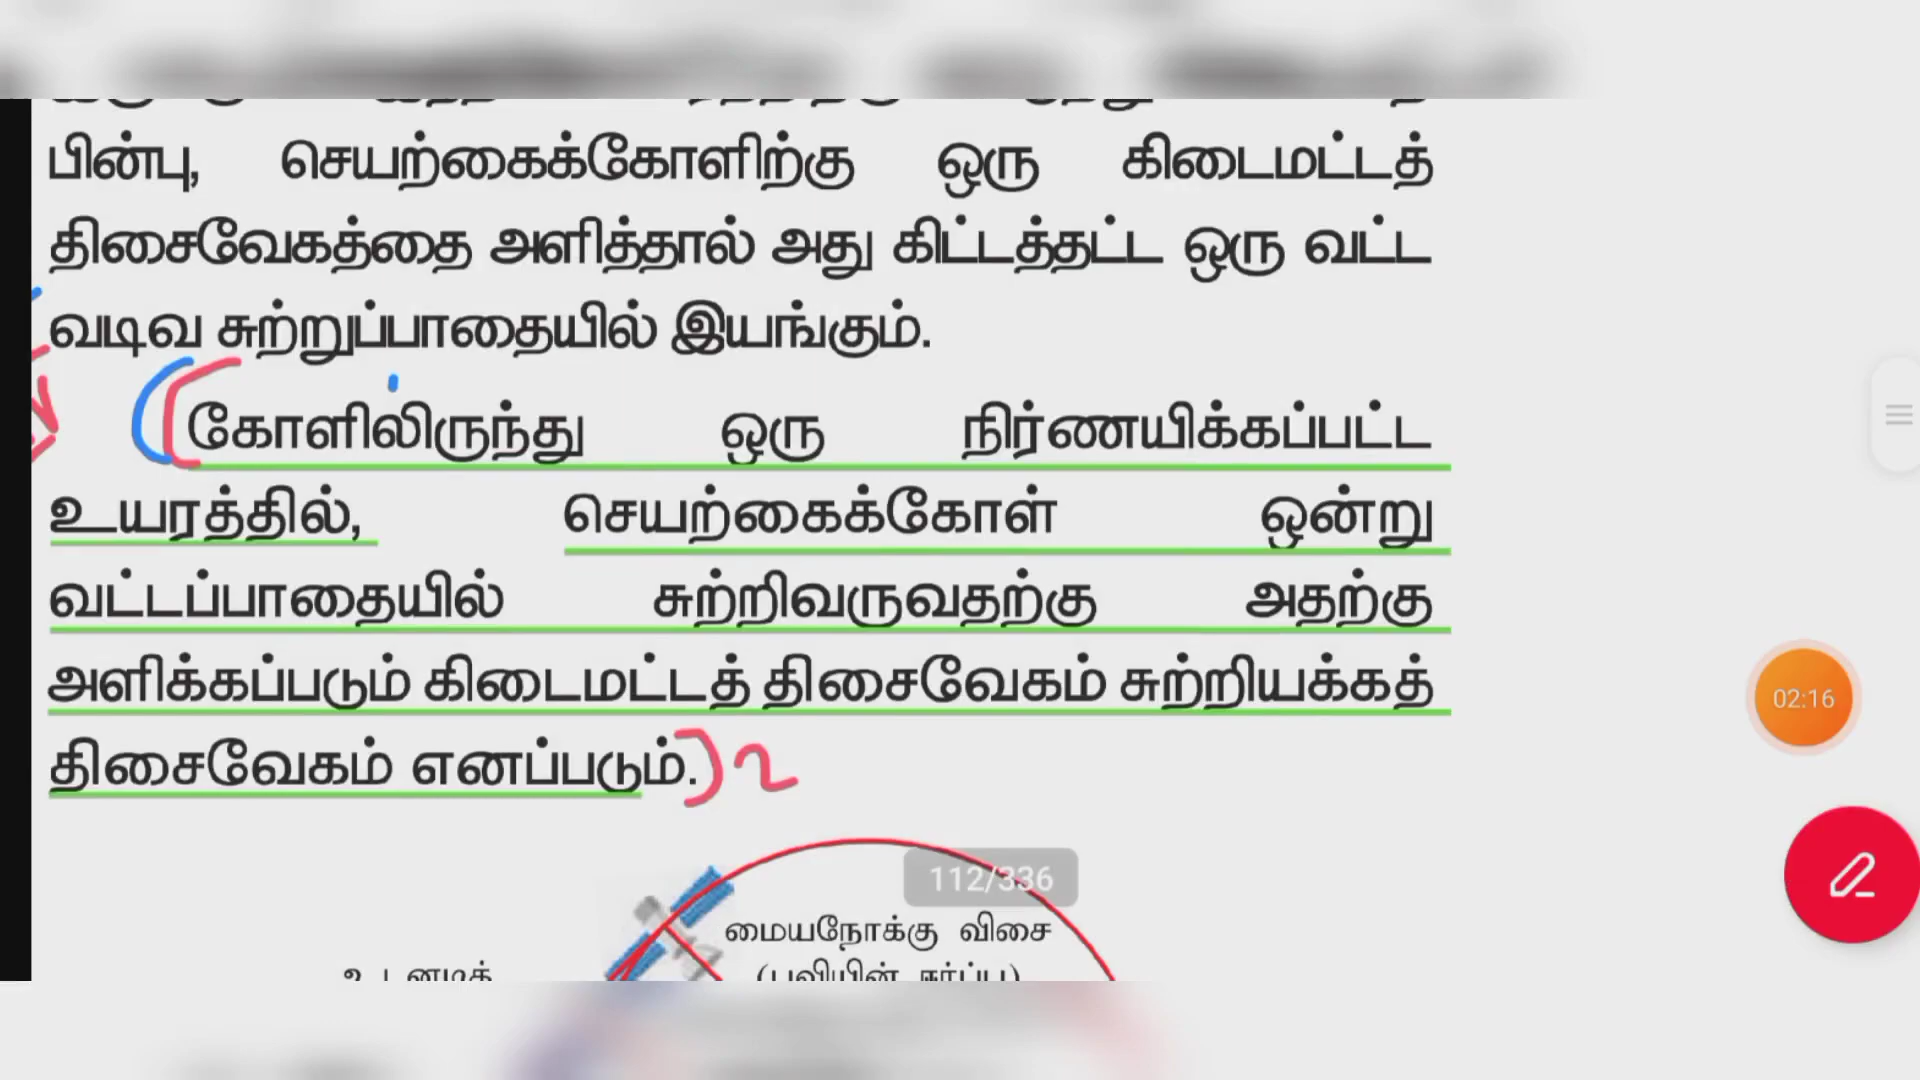 பின்பு, செயற்கைக்கோளிற்கு ஒரு கிடைமட்டத்
திசைவேகத்தை அளித்தால் அது கிட்டத்தட்ட ஒரு வட்ட
வடிவ சுற்றுப்பாதையில் இயங்கும்.
கோளிலிருந்து ஒரு நிர்ணயிக்கப்பட்ட
உயரத்தில், செயற்கைக்கோள் ஒன்று
வட்டப்பாதையில் சுற்றிவருவதற்கு அதற்கு
அளிக்கப்படும் கிடைமட்டத் திசைவேகம் சுற்றியக்கத்
திசைவேகம் எனப்படும். 2
02:16
112/336
மையநோக்கு விசை
(புவியின் ஈர்ப்பு)